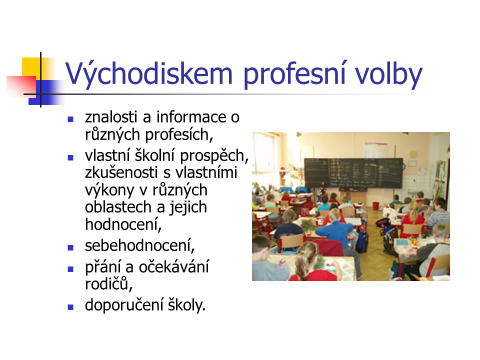 Východiskem profesní volby
znalosti a informace o
různých profesích,
vlastní školní prospěch,
zkušenosti s vlastními
výkony v různých
oblastech a jejich
hodnocení,
sebehodnocení,
přání a očekávání
rodičů,
doporučení školy.